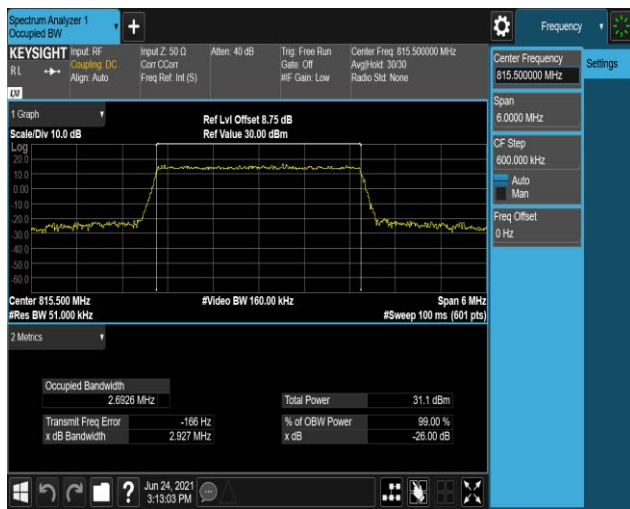 Spectrum Analyzer 1
Occupied BW
+
Frequency
KEYSIGHT
RL
LXI
Input: RF
Coupling: DC
Align: Auto
Input Z: 50 Ω
Corr CCorr
Freq Ref: Int (S)
Atten: 40 dB
Trig: Free Run
Gate: Off
#IF Gain: Low
Center Freq: 815.500000 MHz
Avg|Hold: 30/30
Radio Std: None
Center Frequency
815.500000 MHz
Settings
Span
6.0000 MHz
CF Step
600.000 kHz
Auto
Man
Freq Offset
0 Hz
1 Graph
Scale/Div 10.0 dB
Ref Lvl Offset 8.75 dB
Ref Value 30.00 dBm
Log
20.0
10.0
0.00
-10.0
-20.0
-30.0
-40.0
-50.0
-60.0
Center 815.500 MHz
#Video BW 160.00 kHz
Span 6 MHz
#Res BW 51.000 kHz
#Sweep 100 ms (601 pts)
2 Metrics
Occupied Bandwidth
2.6926 MHz
Total Power 31.1 dBm
Transmit Freq Error -166 Hz
% of OBW Power 99.00 %
x dB Bandwidth 2.927 MHz
x dB -26.00 dB
?
Jun 24, 2021
3:13:03 PM